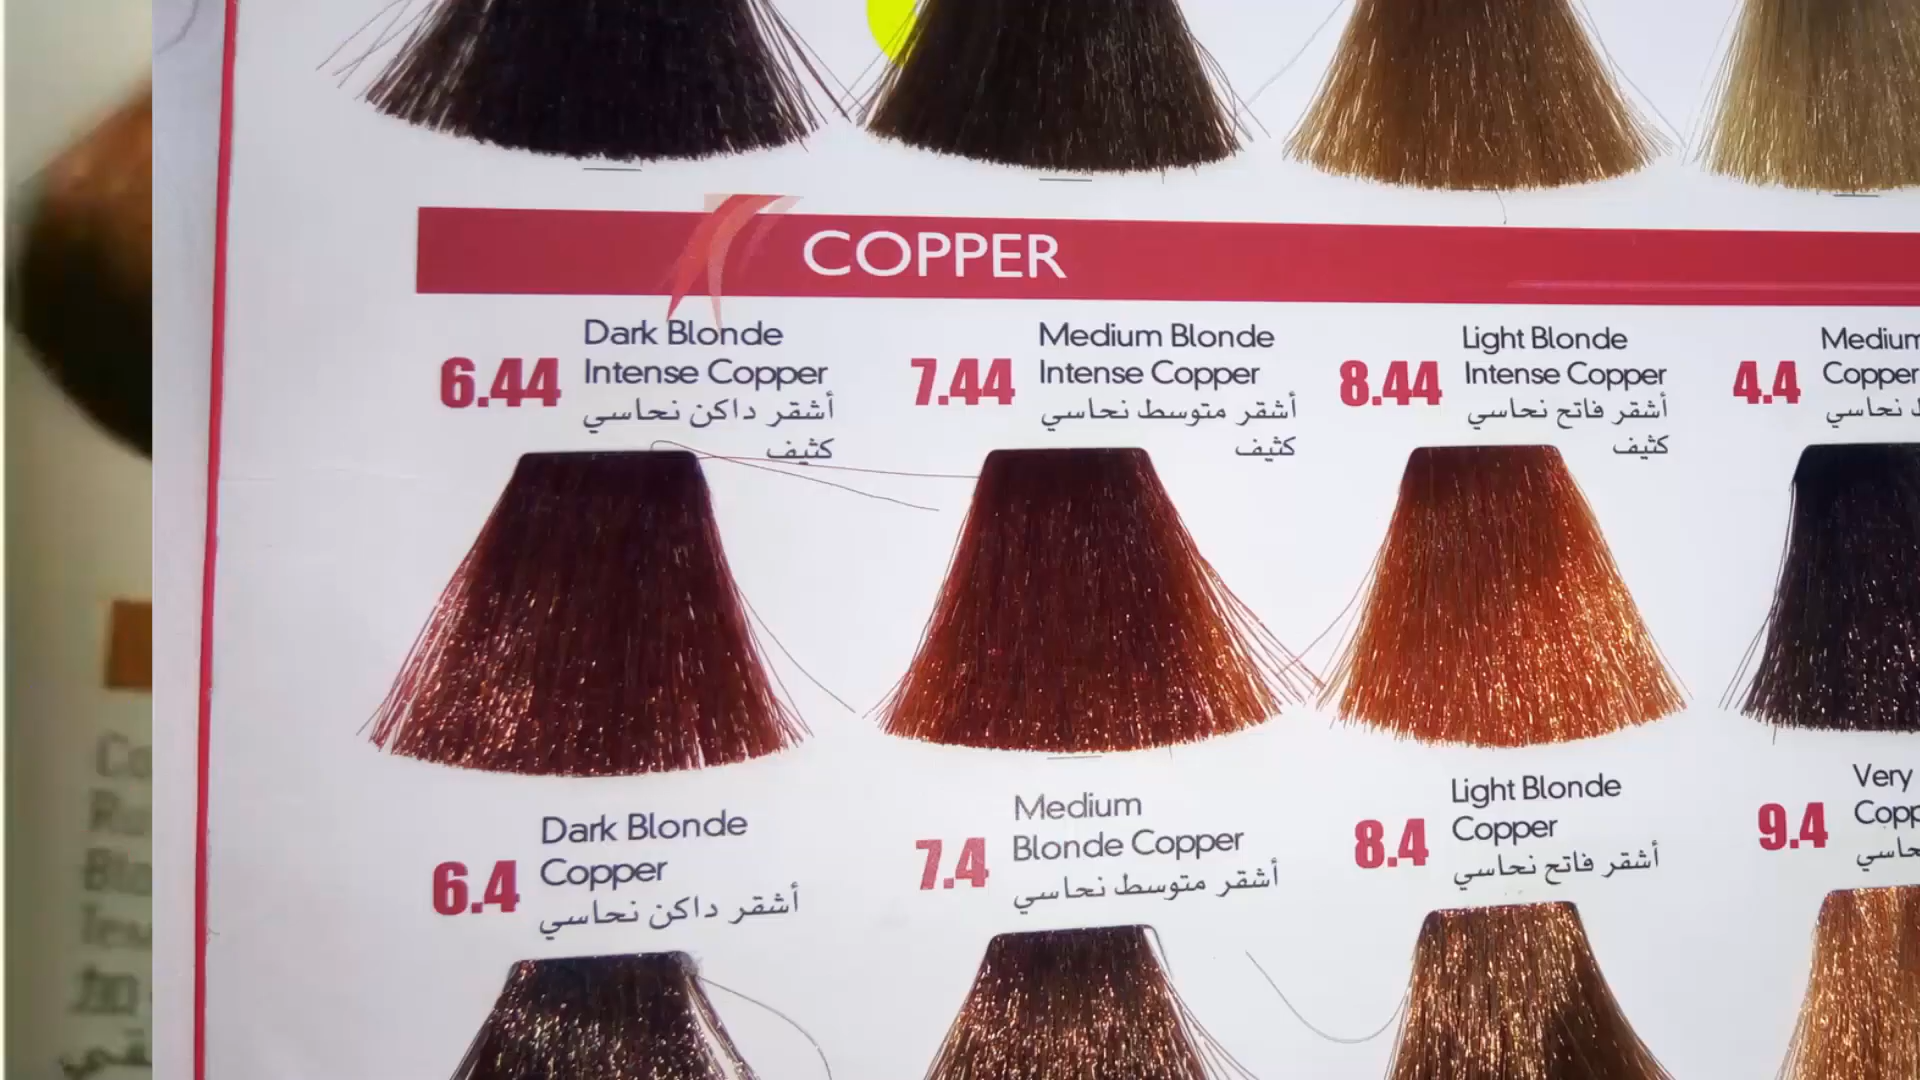 COPPER
6.44
Dark Blonde
Intense Copper
أشقر داكن نحاسي
كثيف
7.44
Medium Blonde
Intense Copper
أشقر متوسط نحاسي
كثيف
8.44
Light Blonde
Intense Copper
أشقر فاتح نحاسي
كثيف
4.4
Medium
Copper
نحاسي
6.4
Dark Blonde
Copper
أشقر داكن نحاسي
7.4
Medium
Blonde Copper
أشقر متوسط نحاسي
8.4
Light Blonde
Copper
أشقر فاتح نحاسي
9.4
Very